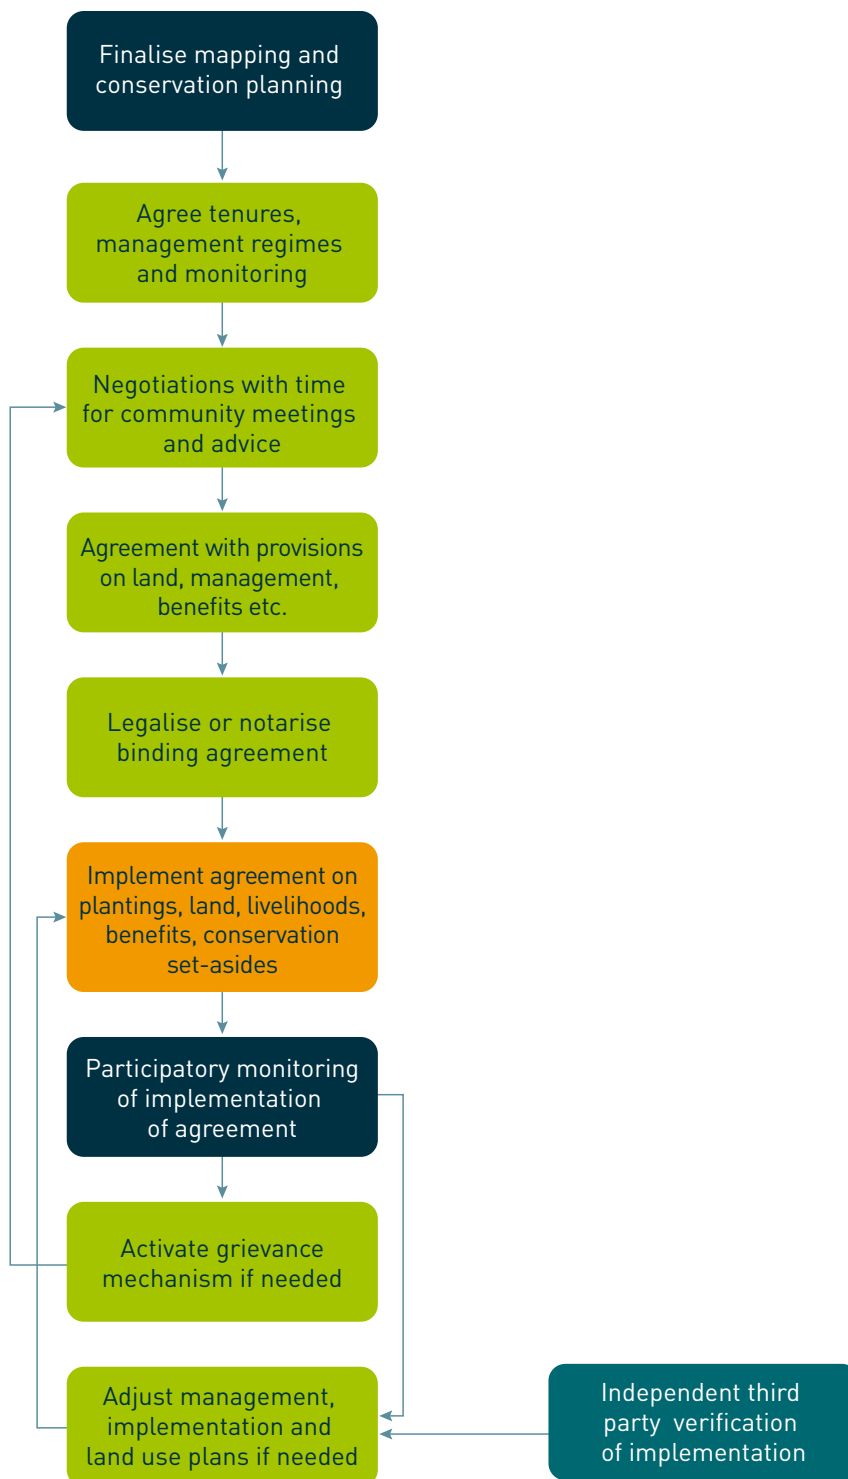 Finalise mapping and
conservation planning
Agree tenures,
management regimes
and monitoring
Negotiations with time
for community meetings
and advice
Agreement with provisions
on land, management,
benefits etc.
Legalise or notarise
binding agreement
Implement agreement on
plantings, land, livelihoods,
benefits, conservation
set-asides
Participatory monitoring
of implementation
of agreement
Activate grievance
mechanism if needed
Adjust management,
implementation and
land use plans if needed
Independent third
party verification
of implementation